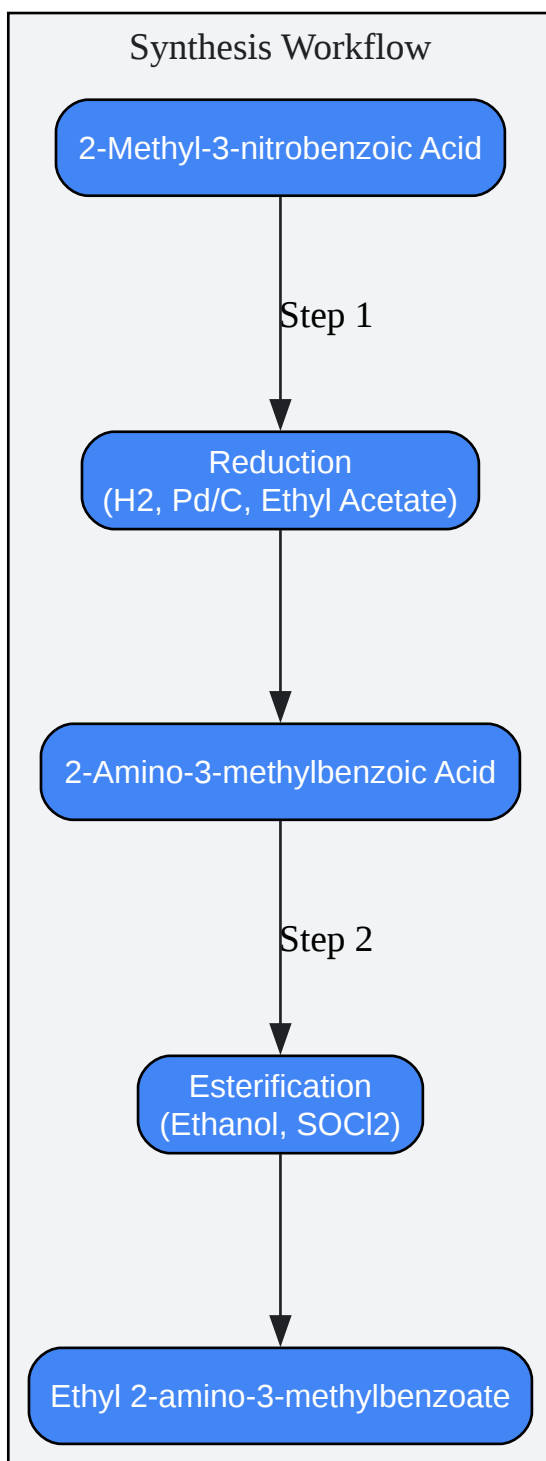 Synthesis Workflow
2-Methyl-3-nitrobenzoic Acid
Step 1
Reduction
(H2, Pd/C, Ethyl Acetate)
2-Amino-3-methylbenzoic Acid
Step 2
Esterification
(Ethanol, SOCl2)
Ethyl 2-amino-3-methylbenzoate